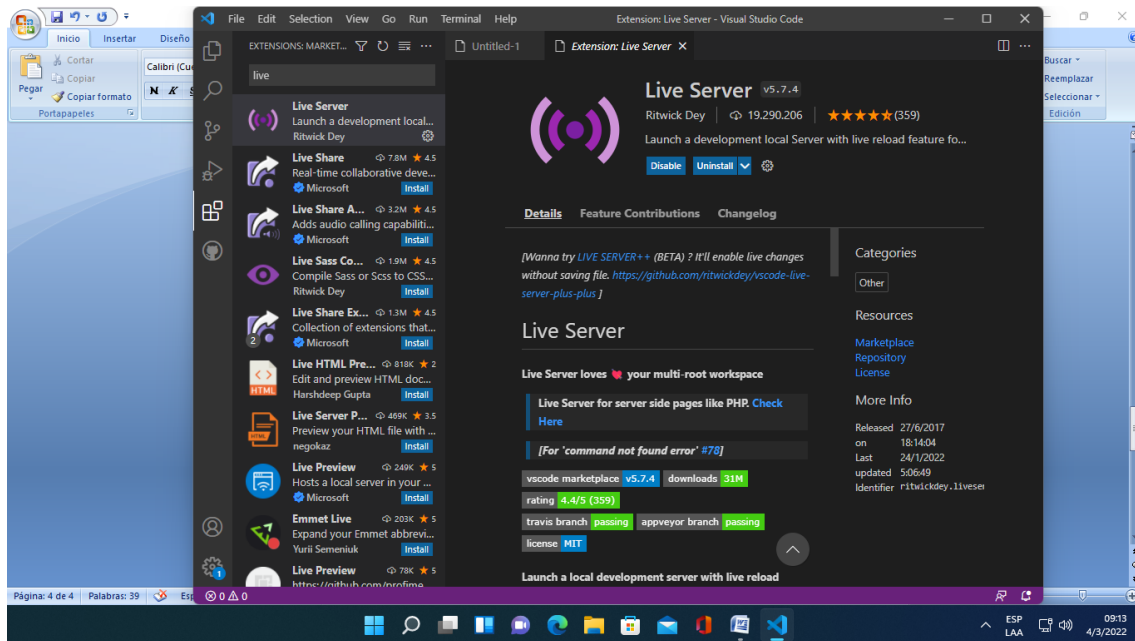 File Edit Selection View Go Run Terminal Help
Extension: Live Server - Visual Studio Code
Inicio Insertar Diseño
Pegar
Cortar
Copiar
Copiar formato
Portapapeles
Calibri (Cu
N K S
Buscar
Reemplazar
Seleccionar
Edición
EXTENSIONS: MARKET...
live
Live Server
Launch a development local...
Ritwick Dey
Live Share 7.8M 4.5
Real-time collaborative deve...
Microsoft Install
Live Share A... 3.2M 4.5
Adds audio calling capabiliti...
Microsoft Install
Live Sass Co... 1.9M 4.5
Compile Sass or Scss to CSS...
Ritwick Dey Install
Live Share Ex... 1.3M 4.5
Collection of extensions that...
2 Microsoft Install
Live HTML Pre... 818K 2
Edit and preview HTML doc...
HTML Harshdeep Gupta Install
Live Server P... 469K 3.5
Preview your HTML file with ...
negokaz Install
Live Preview 249K 5
Hosts a local server in your ...
Microsoft Install
Emmet Live 203K 5
Expand your Emmet abbrevi...
Yurii Semeniuk Install
Live Preview 78K 5
Untitled-1 Extension: Live Server
Live Server v5.7.4
Ritwick Dey 19.290.206 (359)
Launch a development local Server with live reload feature fo...
Disable Uninstall
Details Feature Contributions Changelog
[Wanna try LIVE SERVER++ (BETA) ? It'll enable live changes
without saving file. https://github.com/ritwickdey/vscode-live-
server-plus-plus ]
Live Server
Live Server loves your multi-root workspace
Live Server for server side pages like PHP. Check
Here
[For 'command not found error' #78]
vscode marketplace v5.7.4 downloads 31M
rating 4.4/5 (359)
travis branch passing appveyor branch passing
license MIT
Launch a local development server with live reload
Categories
Other
Resources
Marketplace
Repository
License
More Info
Released 27/6/2017
on 18:14:04
Last 24/1/2022
updated 5:06:49
Identifier ritwickdey.liveser
1
0 0
Página: 4 de 4 Palabras: 39 Esp
ESP
LAA
09:13
4/3/2022